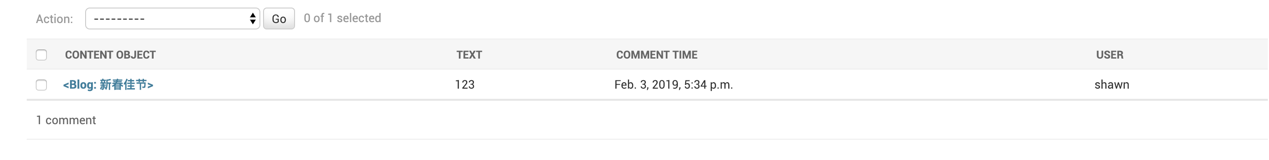 Action: --------- Go 0 of 1 selected
CONTENT OBJECT TEXT COMMENT TIME USER
<Blog: 新春佳节> 123 Feb. 3, 2019, 5:34 p.m. shawn
1 comment